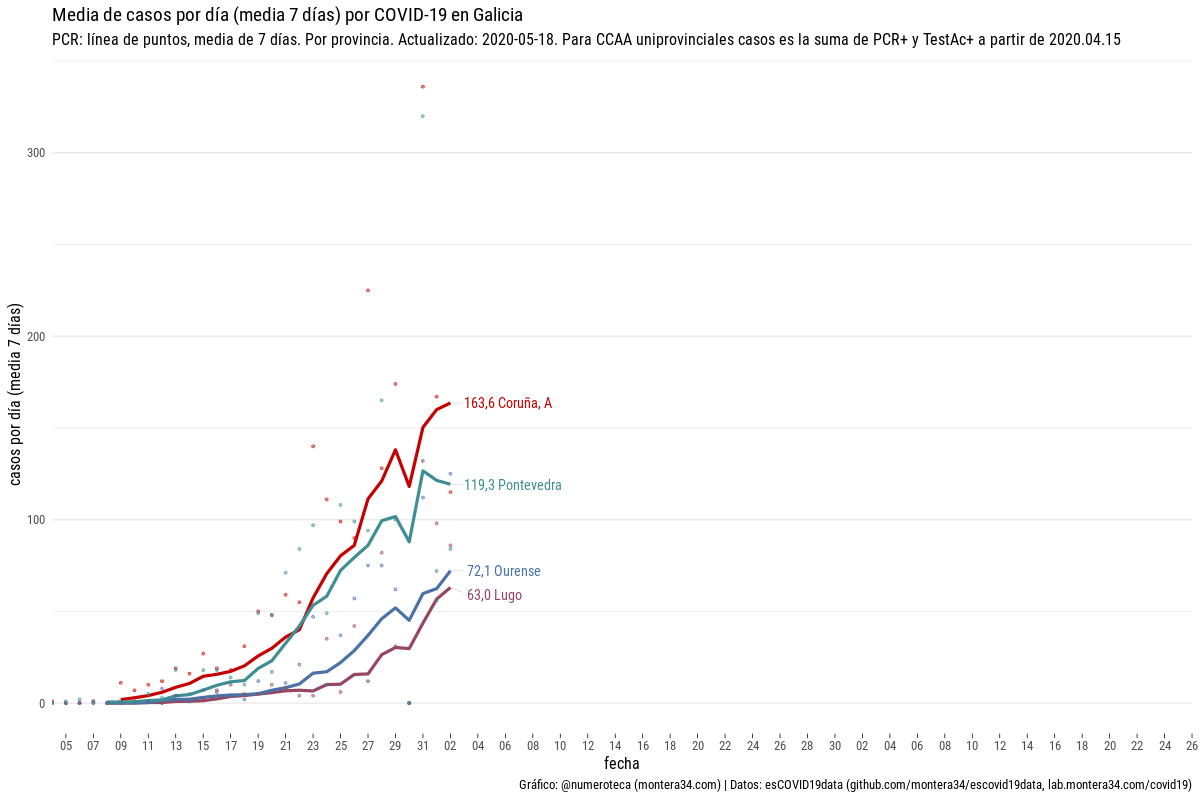 Media de casos por día (media 7 días) por COVID-19 en Galicia
PCR: línea de puntos, media de 7 días. Por provincia. Actualizado: 2020-05-18. Para CCAA uniprovinciales casos es la suma de PCR+ y TestAc+ a partir de 2020.04.15
casos por día (media 7 días)
300
200
100
0
163,6 Coruña, A
119,3 Pontevedra
72,1 Ourense
63,0 Lugo
05 07 09 11 13 15 17 19 21 23 25 27 29 31 02 04 06 08 10 12 14 16 18 20 22 24 26 28 30 02 04 06 08 10 12 14 16 18 20 22 24 26
fecha
Gráfico: @numeroteca (montera34.com) | Datos: esCOVID19data (github.com/montera34/escovid19data, lab.montera34.com/covid19)